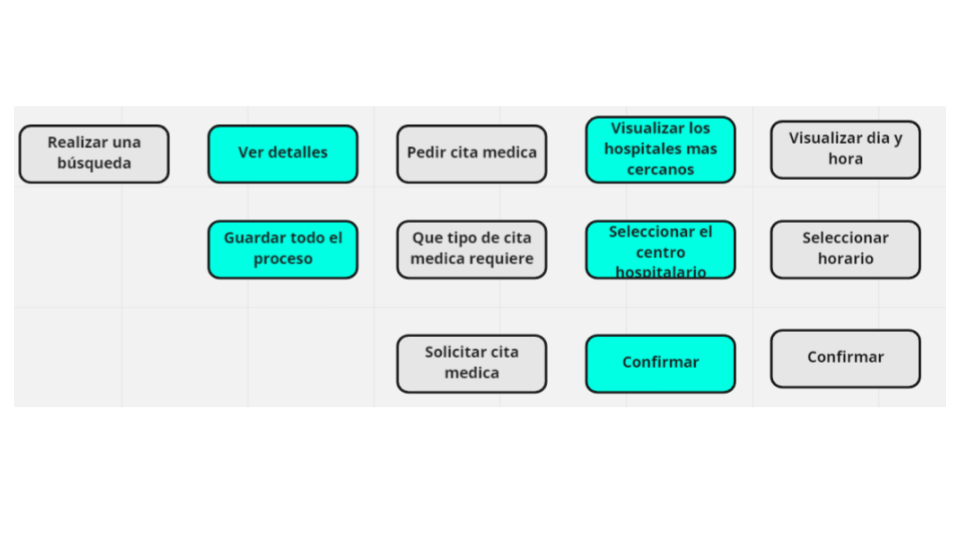 Realizar una
búsqueda
Ver detalles
Pedir cita medica
Visualizar los
hospitales mas
cercanos
Visualizar dia y
hora
Guardar todo el
proceso
Que tipo de cita
medica requiere
Seleccionar el
centro
hospitalario
Seleccionar
horario
Solicitar cita
medica
Confirmar
Confirmar